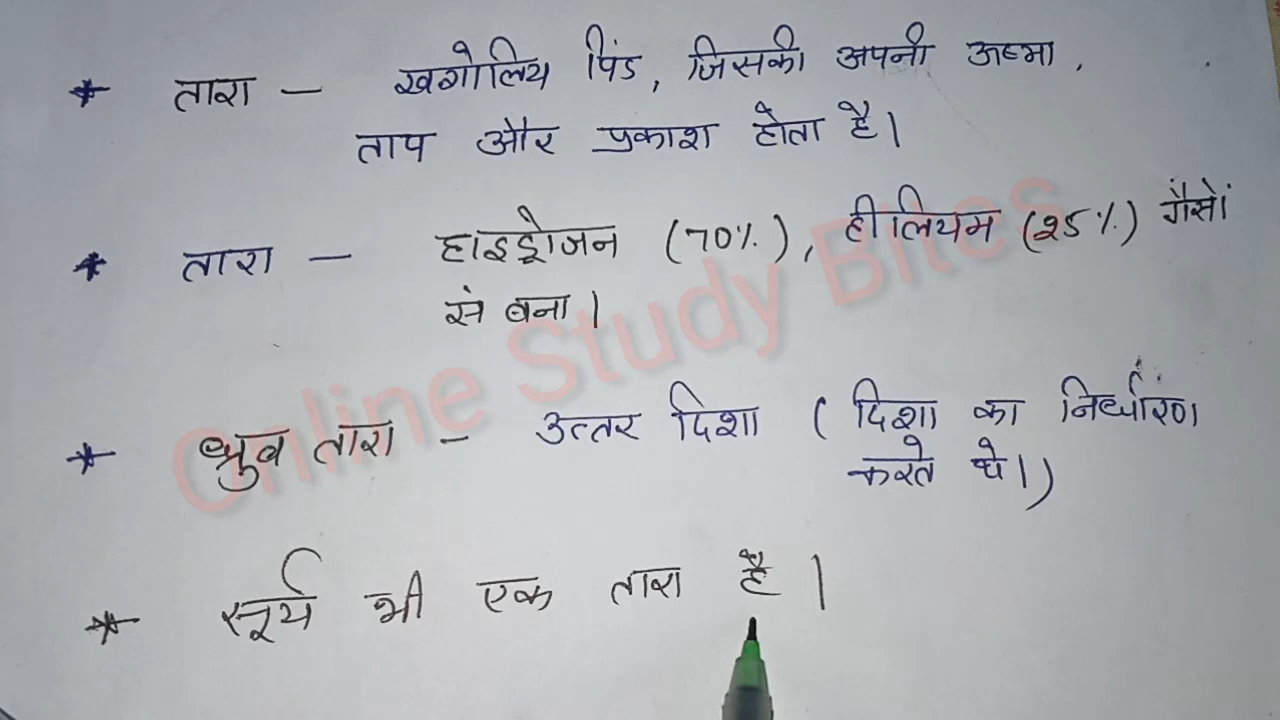 * तारा – खगोलिय पिंड, जिसकी अपनी ऊष्मा,
ताप और प्रकाश होता है।
* तारा – हाइड्रोजन (70%), हीलियम (25%) गैसों
से बना।
* ध्रुव तारा – उत्तर दिशा ( दिशा का निर्धारण
करते थे।)
* सूर्य भी एक तारा है।
Online Study Bites